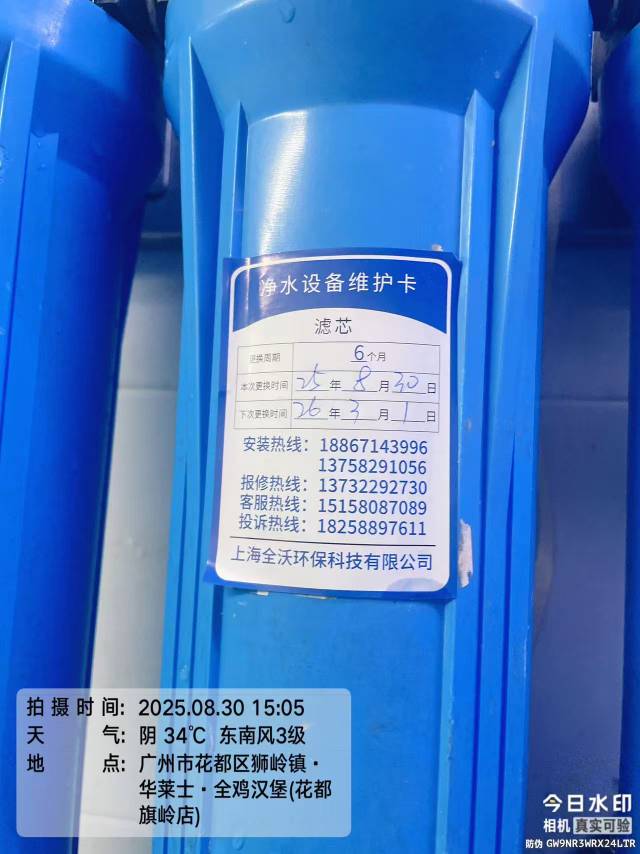 净水设备维护卡
滤芯
更换周期 6个月
本次更换时间 25年 8月30日
下次更换时间 26年 3月 1日
安装热线: 18867143996
13758291056
报修热线: 13732292730
客服热线: 15158087089
投诉热线: 18258897611
上海全沃环保科技有限公司
拍摄时间: 2025.08.30 15:05
天气: 阴 34℃ 东南风3级
地点: 广州市花都区狮岭镇·
华莱士·全鸡汉堡(花都
旗岭店)
今日水印
相机 真实可验
防伪 GW9NR3WRX24LTR